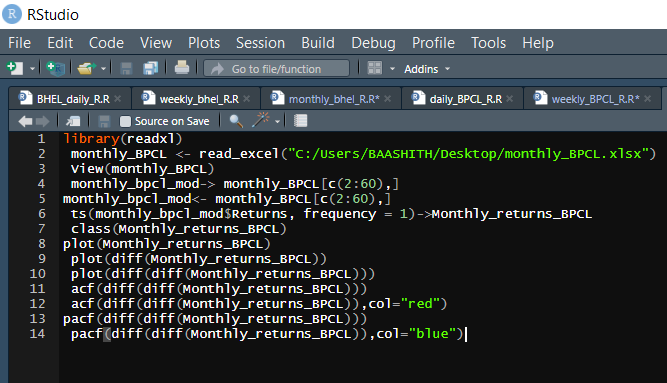 RStudio
File Edit Code View Plots Session Build Debug Profile Tools Help
Go to file/function Addins
BHEL_daily_R.R weekly_bhel_R.R monthly_bhel_R.R* daily_BPCL_R.R weekly_BPCL_R.R*
Source on Save
1 library(readxl)
2 monthly_BPCL <- read_excel("C:/Users/BAASHITH/Desktop/monthly_BPCL.xlsx")
3 View(monthly_BPCL)
4 monthly_bpcl_mod-> monthly_BPCL[c(2:60),]
5 monthly_bpcl_mod<- monthly_BPCL[c(2:60),]
6 ts(monthly_bpcl_mod$Returns, frequency = 1)->Monthly_returns_BPCL
7 class(Monthly_returns_BPCL)
8 plot(Monthly_returns_BPCL)
9 plot(diff(Monthly_returns_BPCL))
10 plot(diff(diff(Monthly_returns_BPCL)))
11 acf(diff(diff(Monthly_returns_BPCL)))
12 acf(diff(diff(Monthly_returns_BPCL)),col="red")
13 pacf(diff(diff(Monthly_returns_BPCL)))
14 pacf(diff(diff(Monthly_returns_BPCL)),col="blue")